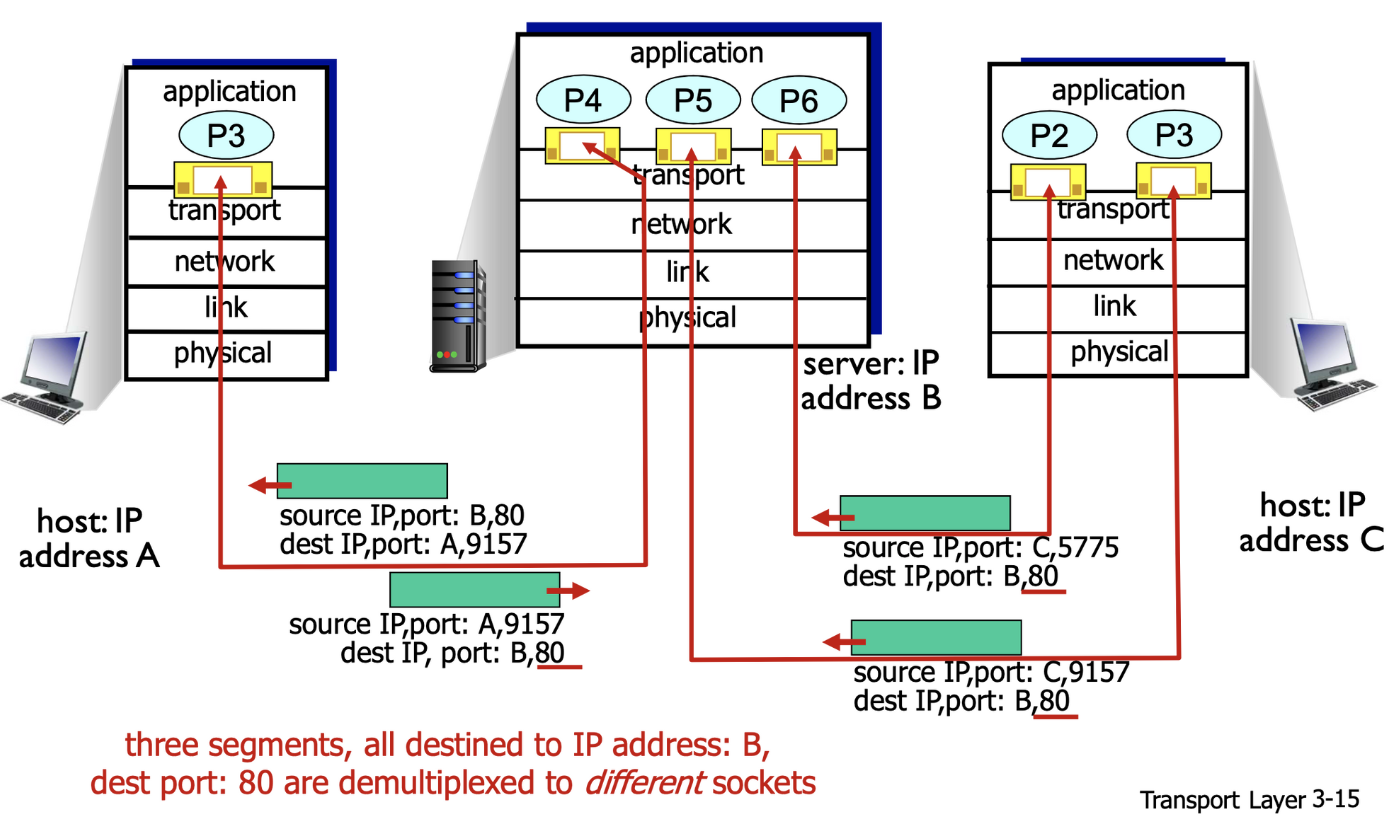 application
P3
transport
network
link
physical
host: IP
address A
application
P4 P5 P6
transport
network
link
physical
server: IP
address B
application
P2 P3
transport
network
link
physical
host: IP
address C
source IP,port: B,80
dest IP,port: A,9157
source IP,port: A,9157
dest IP, port: B,80
source IP,port: C,5775
dest IP,port: B,80
source IP,port: C,9157
dest IP,port: B,80
three segments, all destined to IP address: B,
dest port: 80 are demultiplexed to different sockets
Transport Layer 3-15